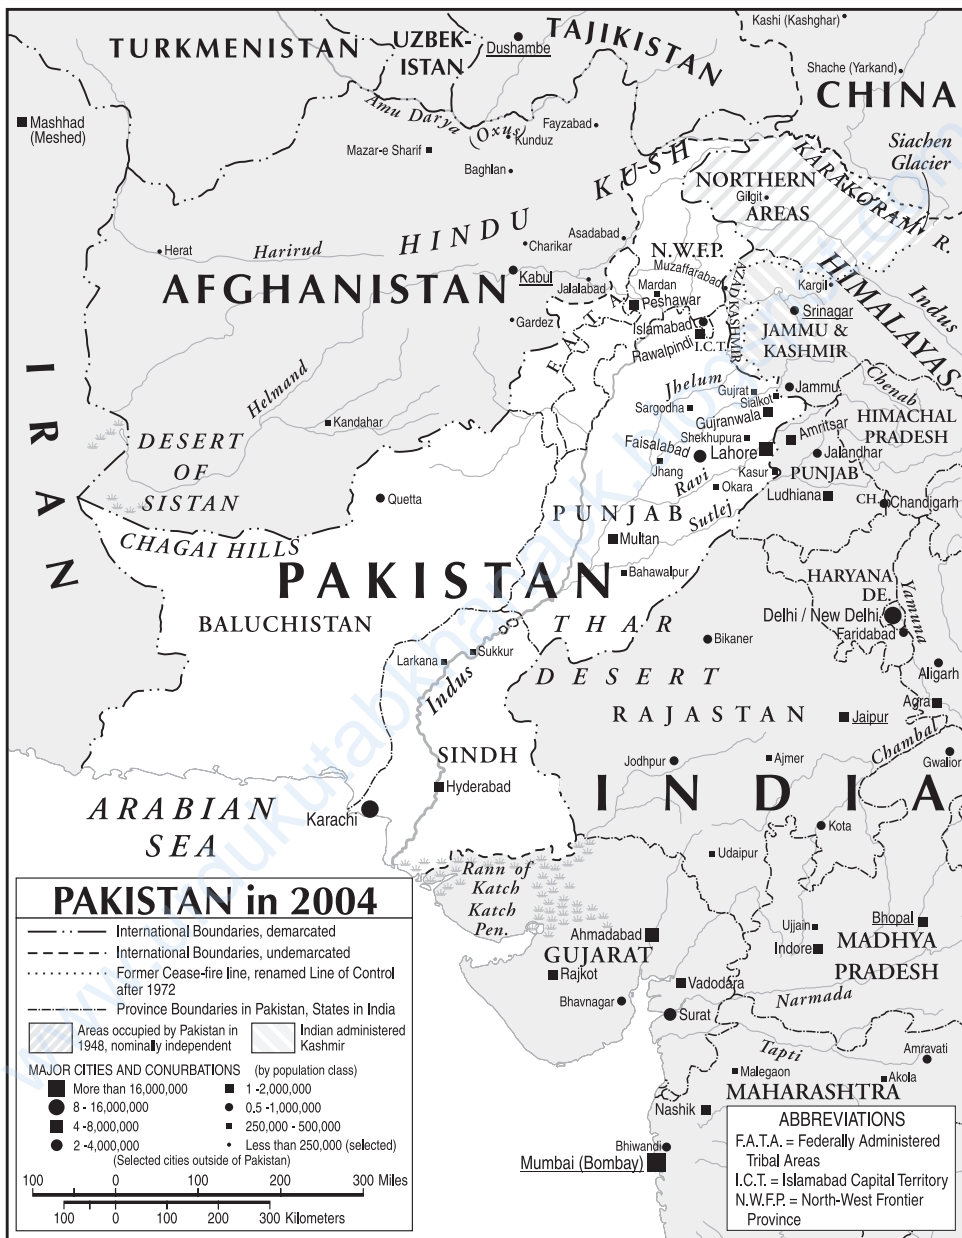 Kashi (Kashghar)
TURKMENISTAN
UZBEK-
ISTAN
Dushambe
TAJIKISTAN
Shache (Yarkand)
CHINA
Mashhad
(Meshed)
Amu Darya (Oxus)
Fayzabad
Kunduz
Mazar-e Sharif
Baghlan
Siachen
Glacier
KARAKORAM R.
NORTHERN
AREAS
Gilgit
HINDU KUSH
Asadabad
Charikar
Herat
Harirud
N.W.F.P.
Muzaffarabad
AFGHANISTAN
Kabul
Jalalabad
Mardan
Peshawar
AZAD KASHMIR
Kargil
HIMALAYAS
Indus
Srinagar
Gardez
F.A.T.A.
Islamabad
Rawalpindi
I.C.T.
JAMMU &
KASHMIR
IRAN
Helmand
Jhelum
Gujrat
Jammu
Chenab
Sialkot
Sargodha
Gujranwala
Kandahar
HIMACHAL
PRADESH
DESERT
OF
SISTAN
Faisalabad
Shekhupura
Lahore
Amritsar
Jalandhar
Jhang
Ravi
Kasur
PUNJAB
Okara
Ludhiana
CH.
Chandigarh
Quetta
PUNJAB
Sutlej
CHAGAI HILLS
Multan
PAKISTAN
Bahawalpur
HARYANA
DE.
Yamuna
BALUCHISTAN
THAR
DESERT
Delhi / New Delhi
Faridabad
Bikaner
Larkana
Sukkur
Indus
Aligarh
RAJASTAN
Agra
Jaipur
Chambal
SINDH
Jodhpur
Ajmer
Gwalior
Hyderabad
INDIA
ARABIAN
SEA
Karachi
Kota
Udaipur
Rann of
Katch
Katch
Pen.
Ahmadabad
GUJARAT
Ujjain
Indore
Bhopal
MADHYA
PRADESH
Rajkot
Vadodara
Bhavnagar
Narmada
Surat
Tapti
Amravati
Malegaon
Akola
MAHARASHTRA
Nashik
Bhiwandi
Mumbai (Bombay)
PAKISTAN in 2004
International Boundaries, demarcated
International Boundaries, undemarcated
Former Cease-fire line, renamed Line of Control
after 1972
Province Boundaries in Pakistan, States in India
Areas occupied by Pakistan in
1948, nominally independent
Indian administered
Kashmir
MAJOR CITIES AND CONURBATIONS (by population class)
More than 16,000,000
8 - 16,000,000
4 -8,000,000
2 -4,000,000
1 -2,000,000
0,5 -1,000,000
250,000 - 500,000
Less than 250,000 (selected)
(Selected cities outside of Pakistan)
100 0 100 200 300 Miles
100 0 100 200 300 Kilometers
ABBREVIATIONS
F.A.T.A. = Federally Administered
Tribal Areas
I.C.T. = Islamabad Capital Territory
N.W.F.P. = North-West Frontier
Province